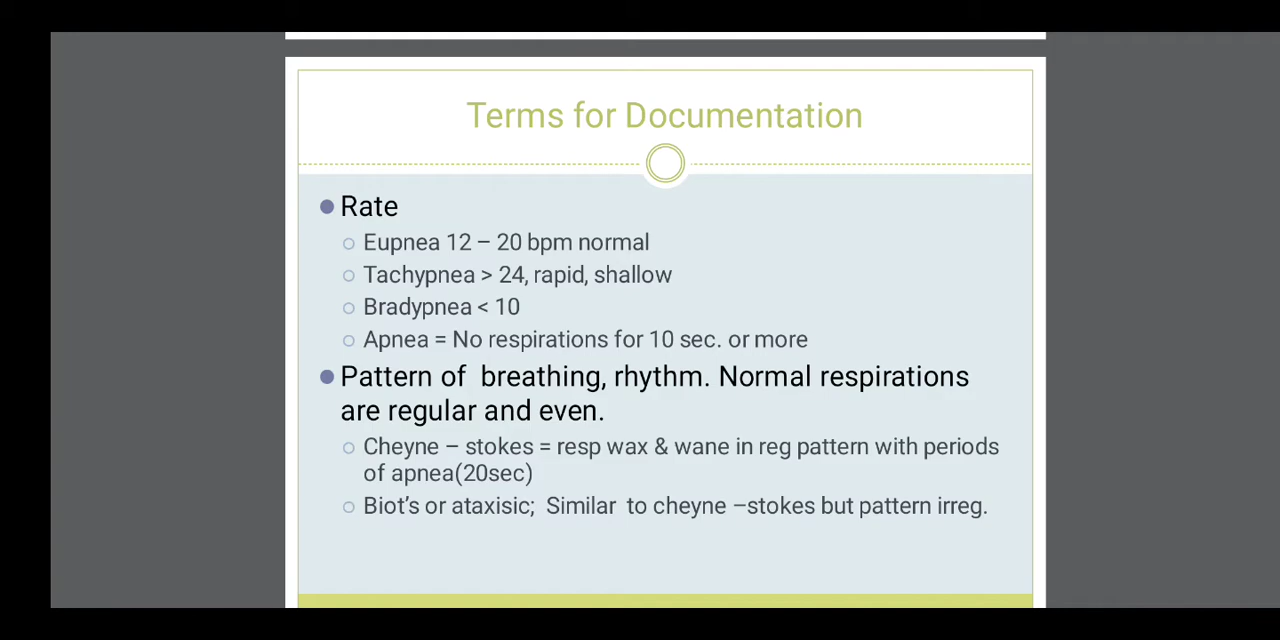 Terms for Documentation
Rate
Eupnea 12 – 20 bpm normal
Tachypnea > 24, rapid, shallow
Bradypnea < 10
Apnea = No respirations for 10 sec. or more
Pattern of  breathing, rhythm. Normal respirations
are regular and even.
Cheyne – stokes = resp wax & wane in reg pattern with periods
of apnea(20sec)
Biot’s or ataxisic;  Similar  to cheyne –stokes but pattern irreg.